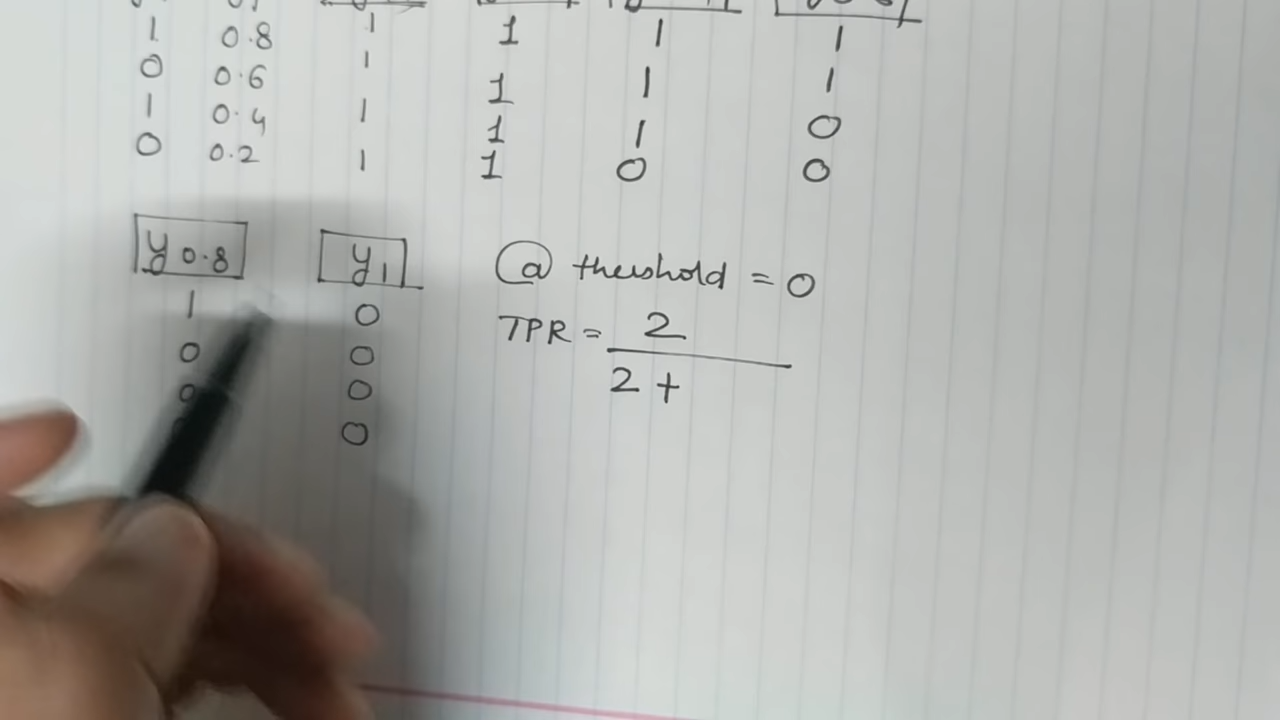 1 0.8 1 1 1 1
0 0.6 1 1 1 1
1 0.4 1 1 1 0
0 0.2 1 1 0 0
y0.8 y1 @ theshold = 0
1 0 TPR = 2
0 0 2 +
0 0
0